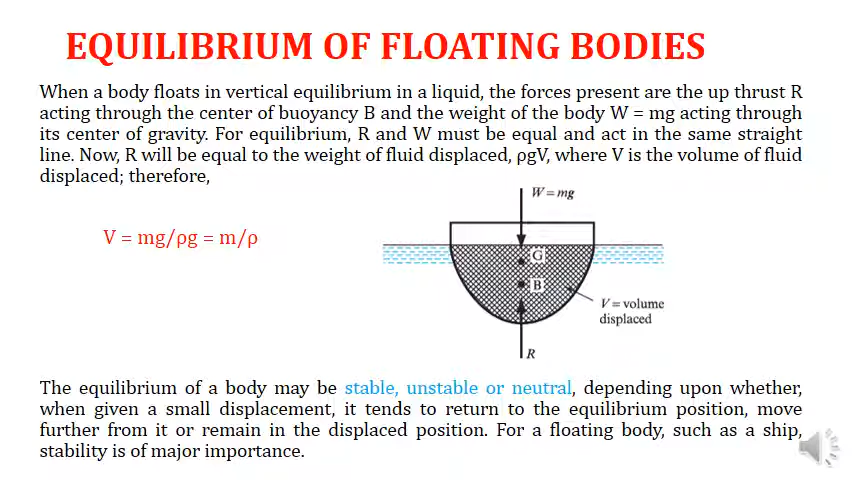 EQUILIBRIUM OF FLOATING BODIES
When a body floats in vertical equilibrium in a liquid, the forces present are the up thrust R
acting through the center of buoyancy B and the weight of the body W = mg acting through
its center of gravity. For equilibrium, R and W must be equal and act in the same straight
line. Now, R will be equal to the weight of fluid displaced, ρgV, where V is the volume of fluid
displaced; therefore,
W = mg
V = mg/ρg = m/ρ
G
B
V = volume
displaced
R
The equilibrium of a body may be stable, unstable or neutral, depending upon whether,
when given a small displacement, it tends to return to the equilibrium position, move
further from it or remain in the displaced position. For a floating body, such as a ship,
stability is of major importance.